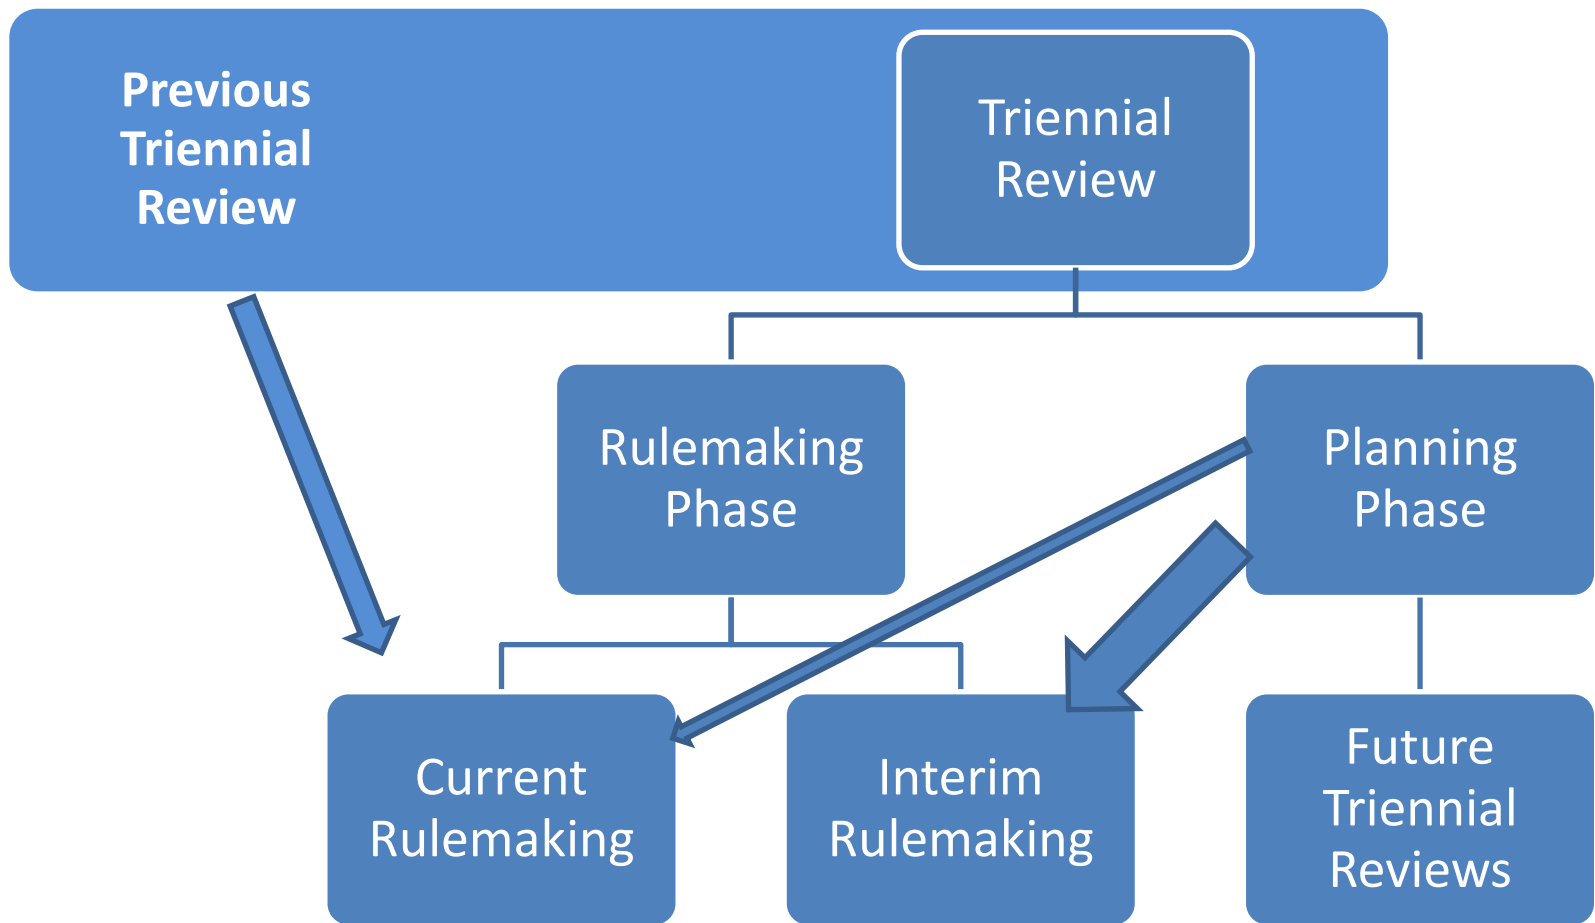 Previous
Triennial
Review
Triennial
Review
Rulemaking
Phase
Planning
Phase
Current
Rulemaking
Interim
Rulemaking
Future
Triennial
Reviews